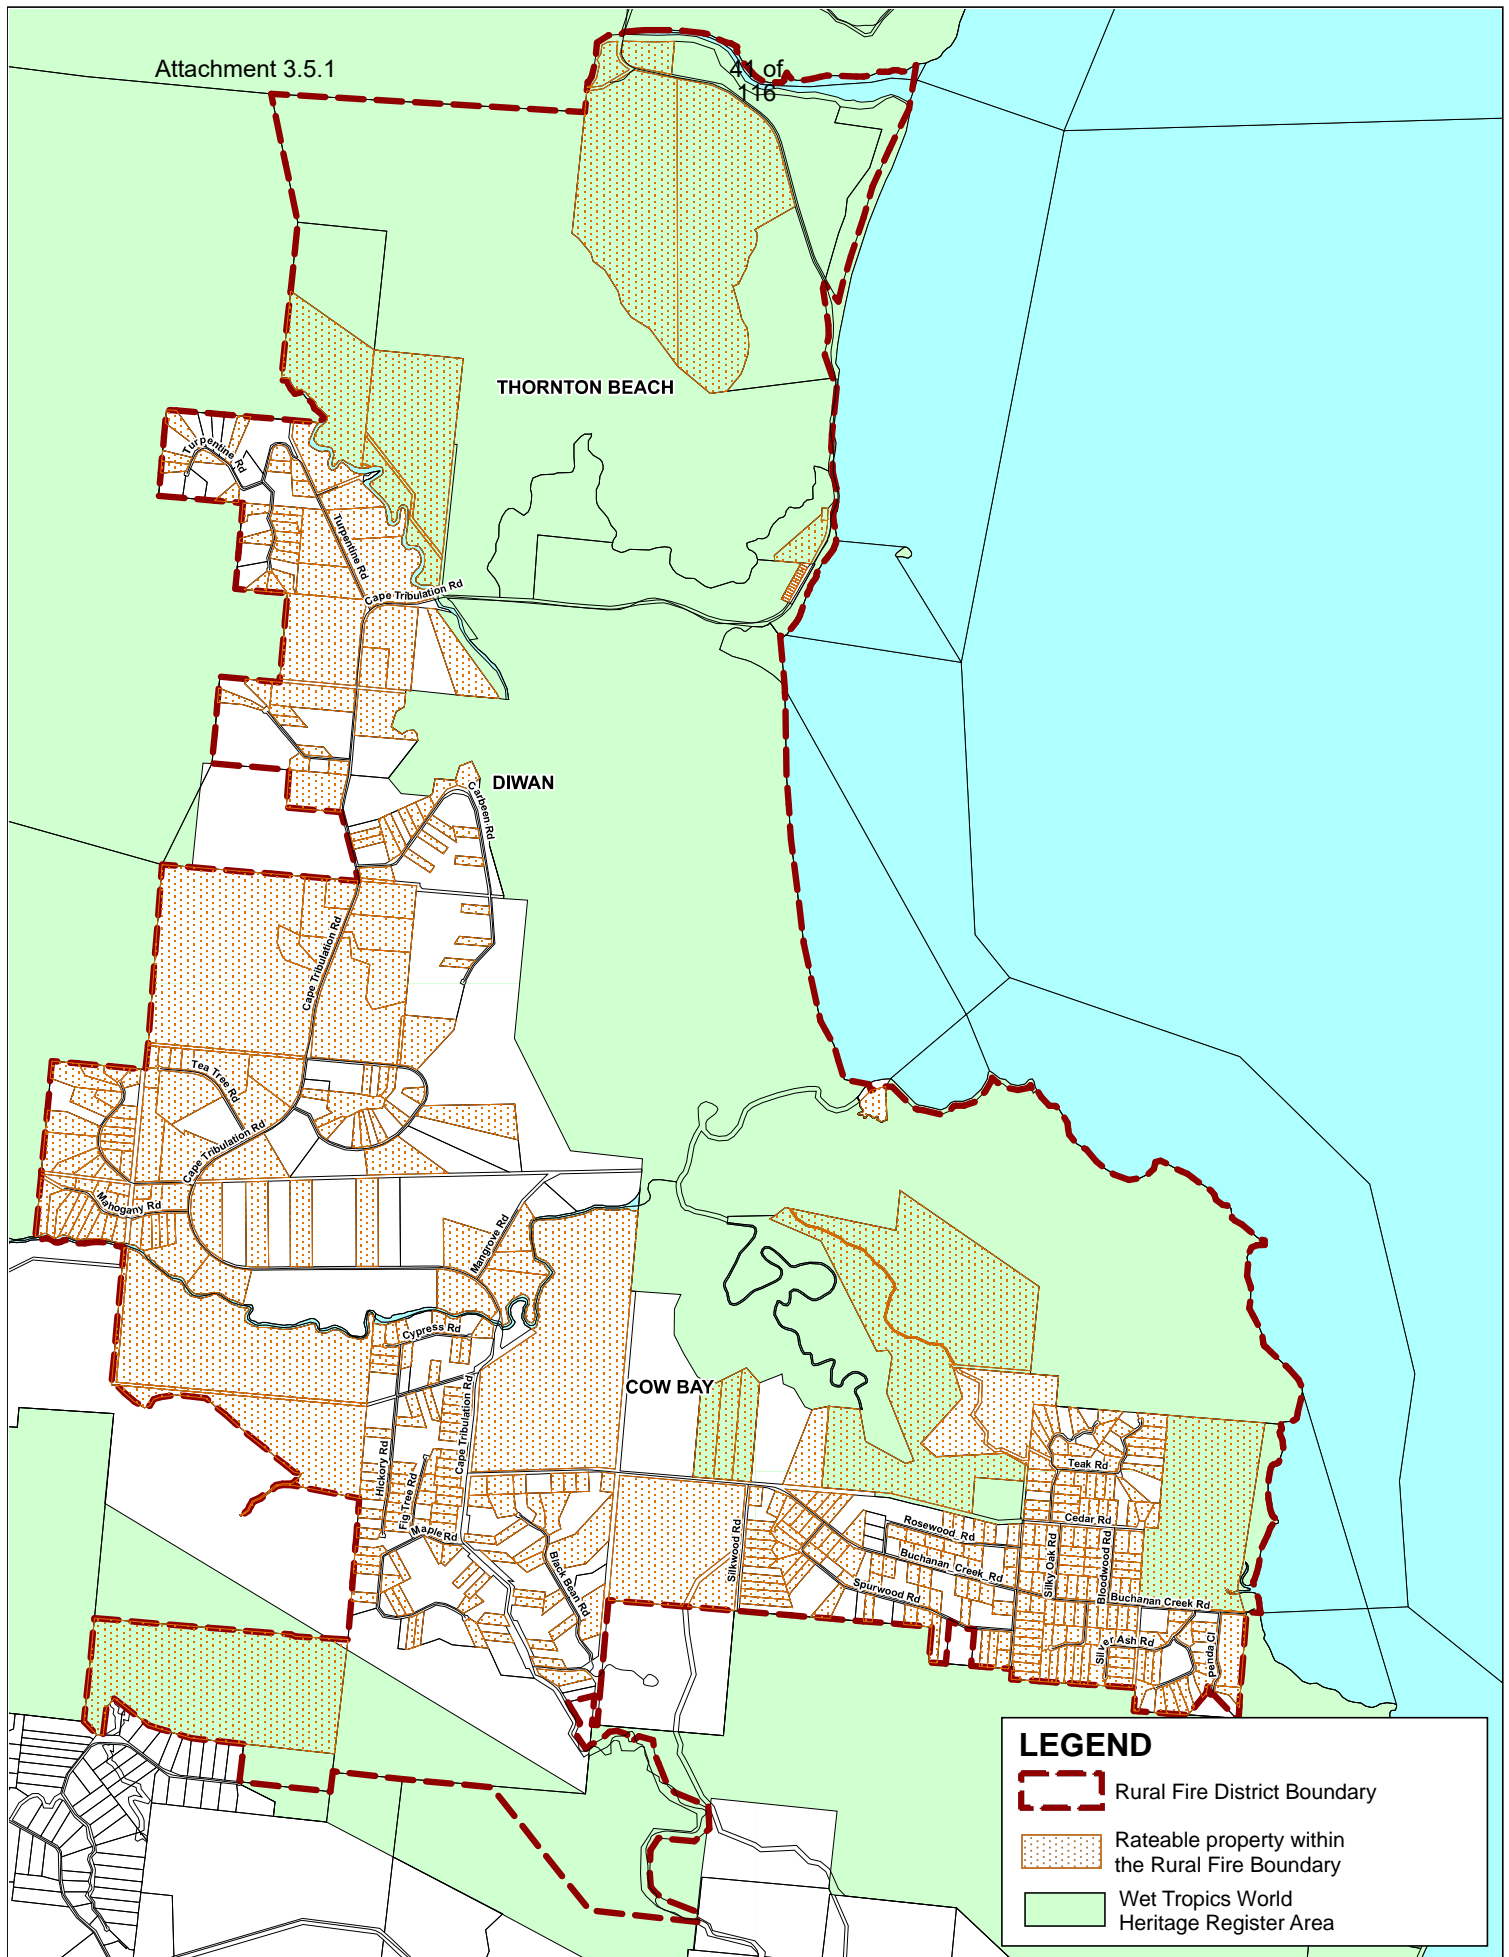 Attachment 3.5.1
41 of
116
THORNTON BEACH
Turpentine Rd
Turpentine Rd
Cape Tribulation Rd
DIWAN
Carbeen Rd
Cape Tribulation Rd
Tea Tree Rd
Cape Tribulation Rd
Mahogany Rd
Mangrove Rd
Cypress Rd
COW BAY
Cape Tribulation Rd
Hickory Rd
Fig Tree Rd
Maple Rd
Black Bean Rd
Silkwood Rd
Teak Rd
Cedar Rd
Rosewood Rd
Buchanan Creek Rd
Silky Oak Rd
Bloodwood Rd
Spurwood Rd
Buchanan Creek Rd
Silver Ash Rd
Penda Cl
LEGEND
Rural Fire District Boundary
Rateable property within
the Rural Fire Boundary
Wet Tropics World
Heritage Register Area